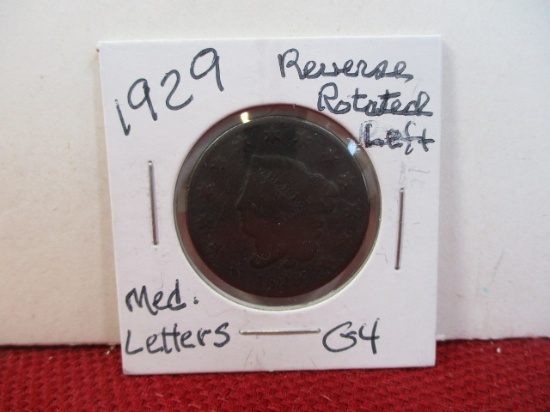 1929
Reverse
Rotated
Left
Med.
Letters
G4